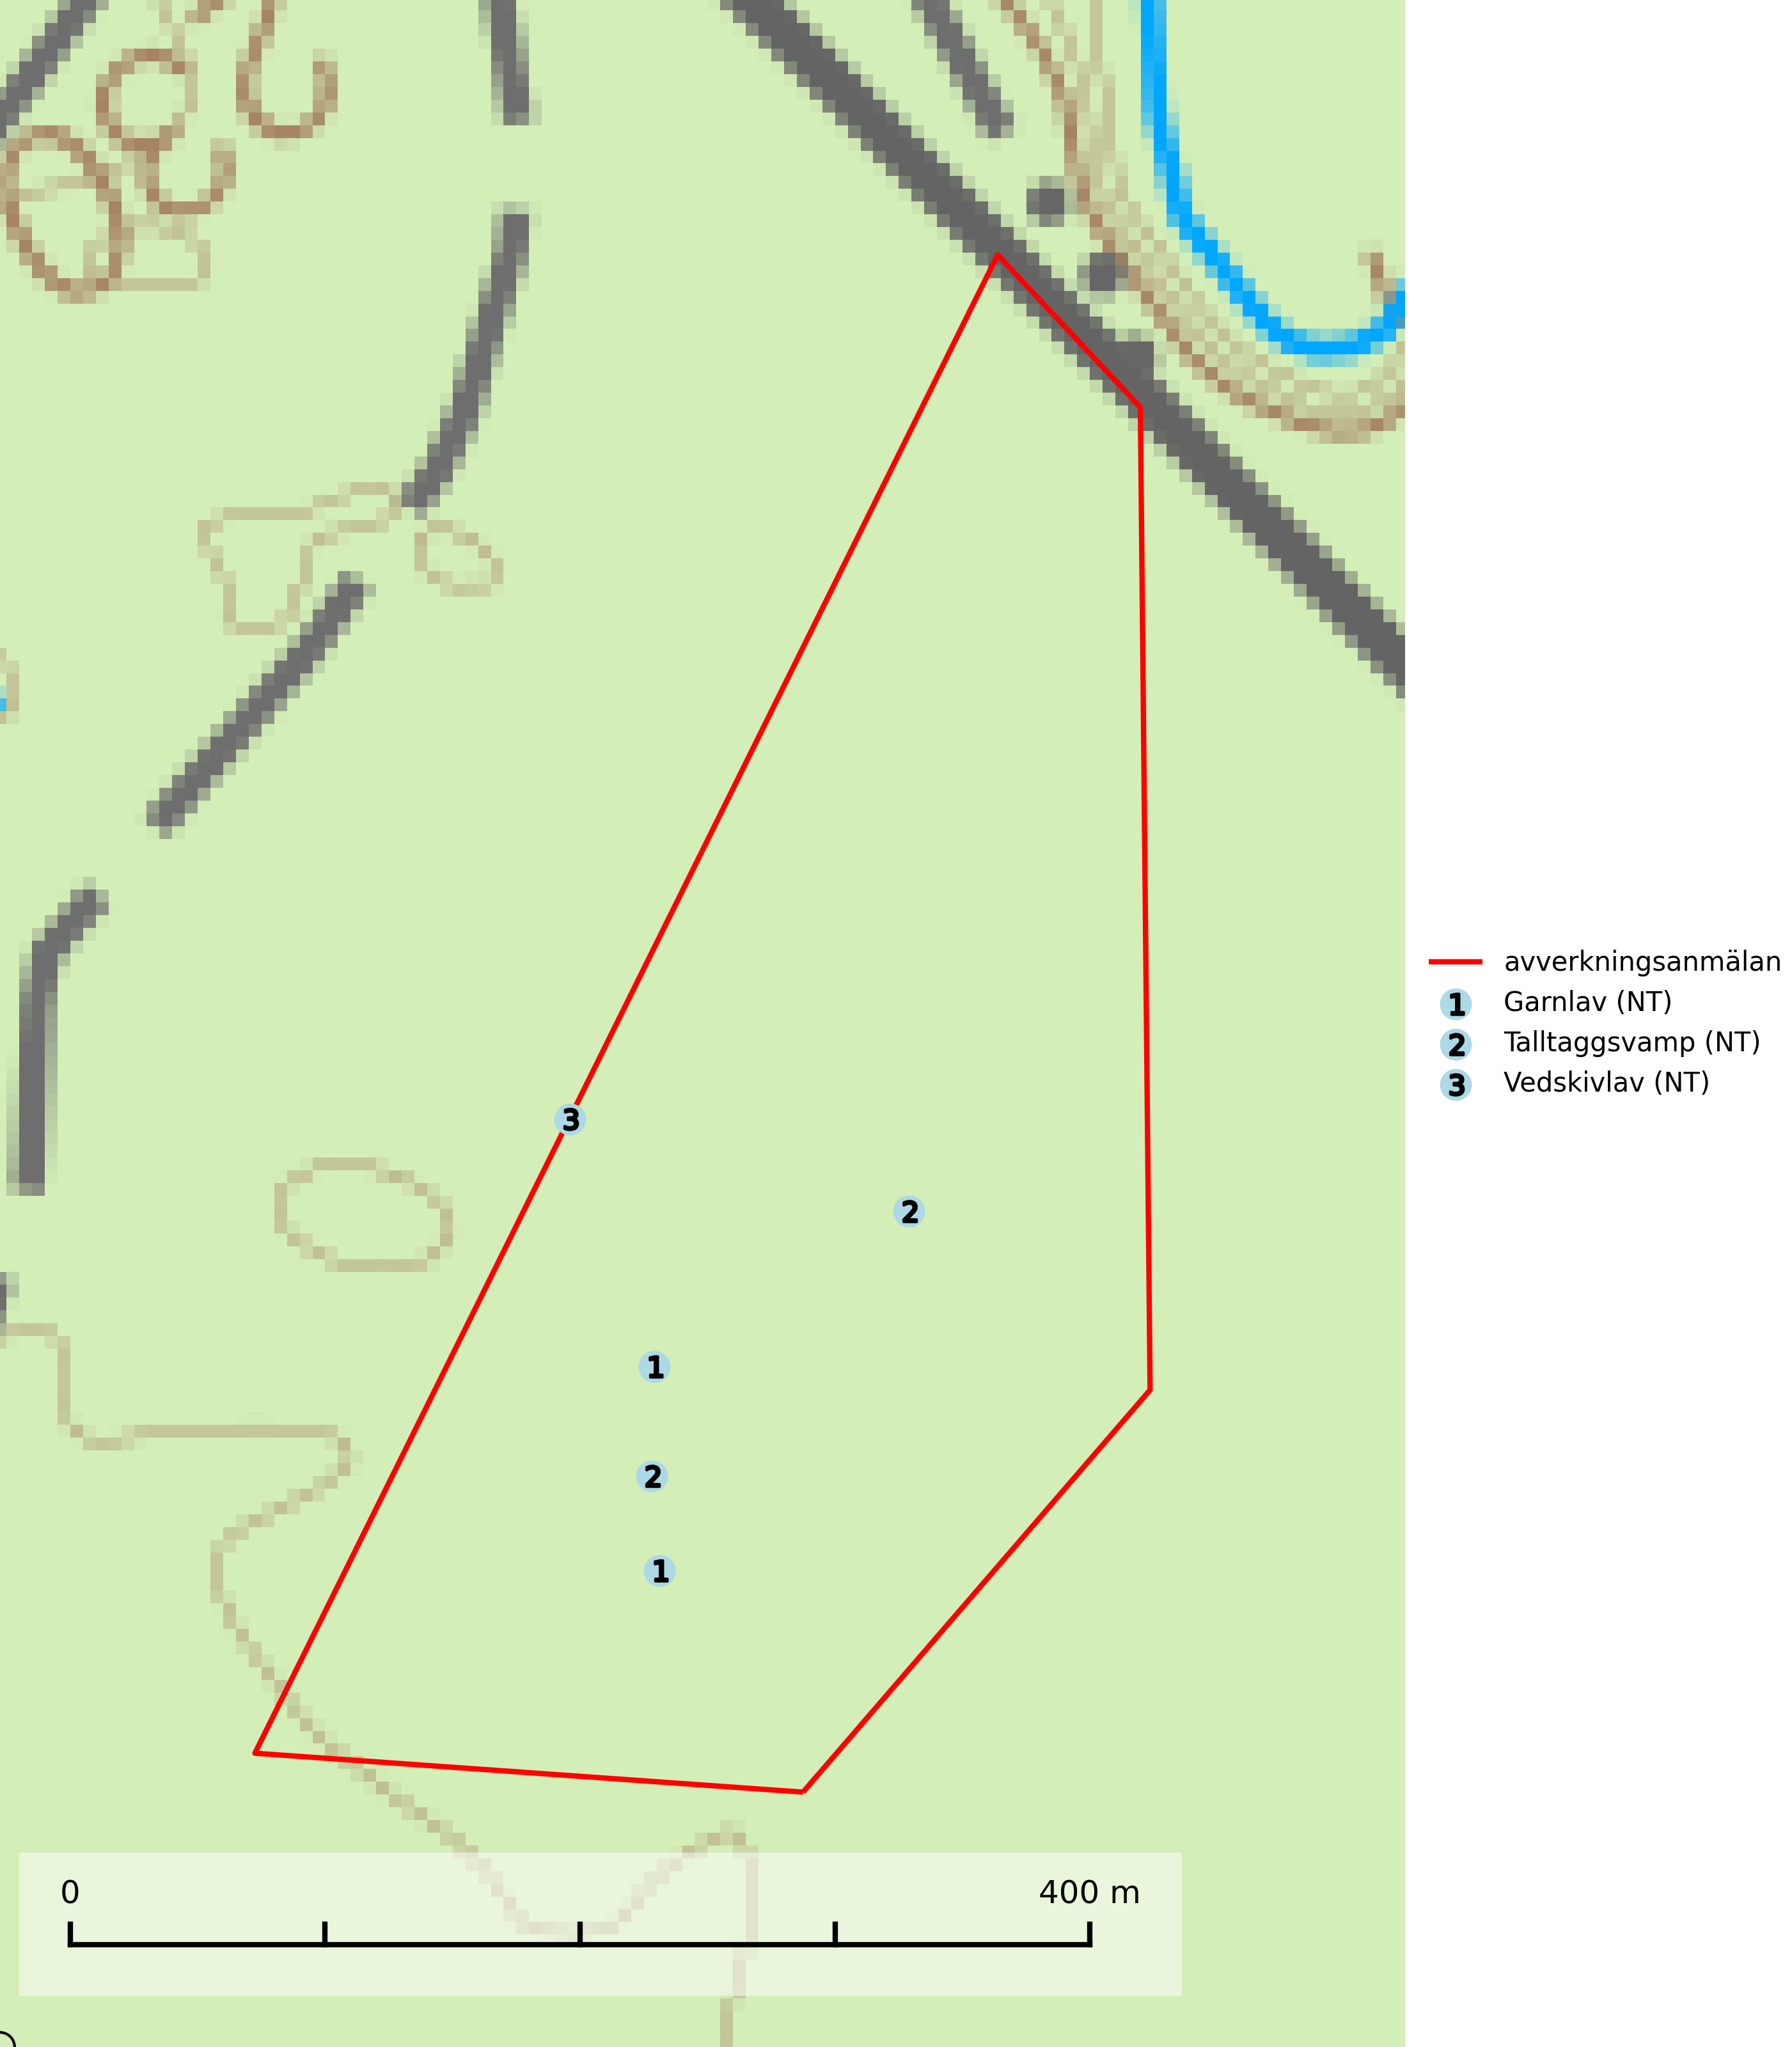 avverkningsanmälan
1 Garnlav (NT)
2 Talltaggsvamp (NT)
3 Vedskivlav (NT)
3
2
1
2
1
0 400 m